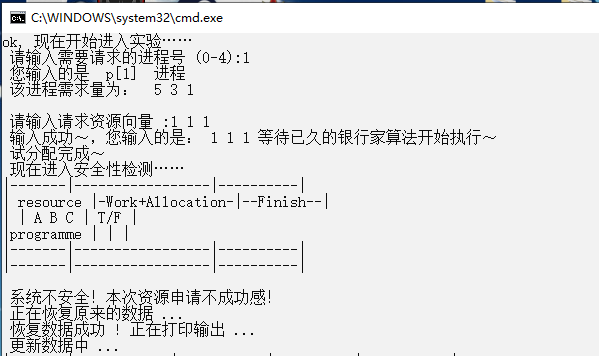 C:\WINDOWS\system32\cmd.exe
ok, 现在开始进入实验……
请输入需要请求的进程号 (0-4):1
您输入的是  p[1]  进程
该进程需求量为:   5 3 1
请输入请求资源向量 :1 1 1
输入成功～, 您输入的是:  1 1 1 等待已久的银行家算法开始执行～
试分配完成～
现在进入安全性检测……
|-------|----------------|----------|
resource |-Work+Allocation-|--Finish--|
| A B C | T/F |
programme | | |
|-------|----------------|----------|
|-------|----------------|----------|
系统不安全! 本次资源申请不成功感!
正在恢复原来的数据 ...
恢复数据成功 ! 正在打印输出 ...
更新数据中 ...